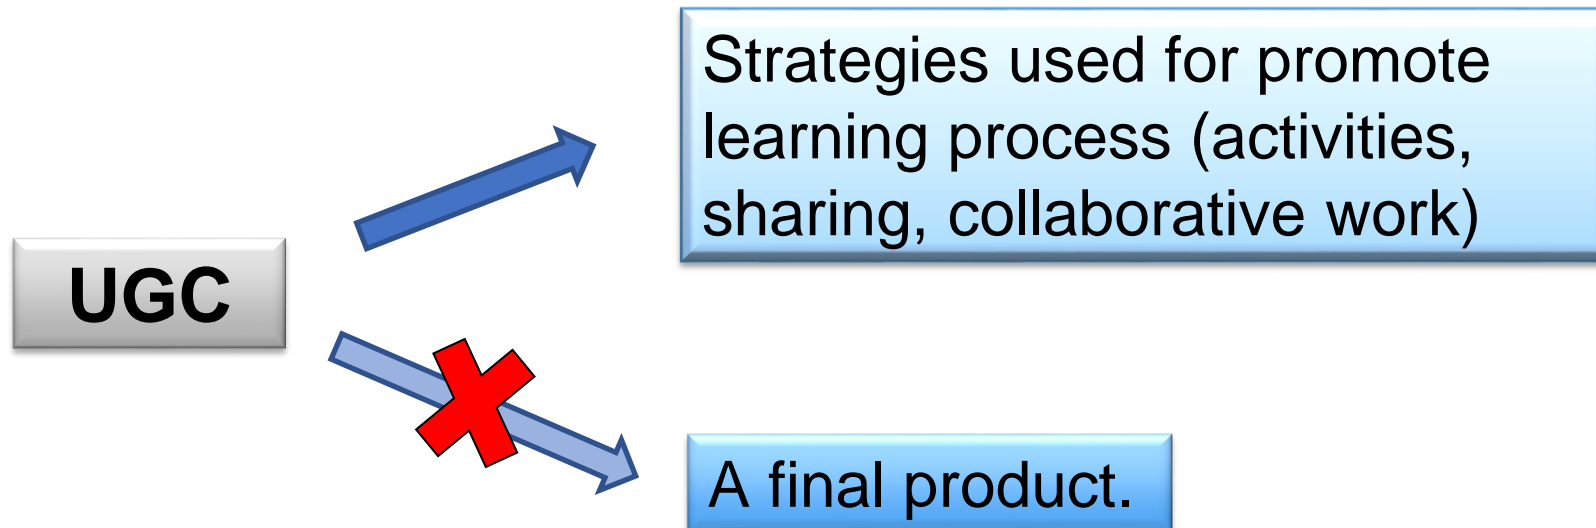 Strategies used for promote
learning process (activities,
sharing, collaborative work)
UGC
A final product.